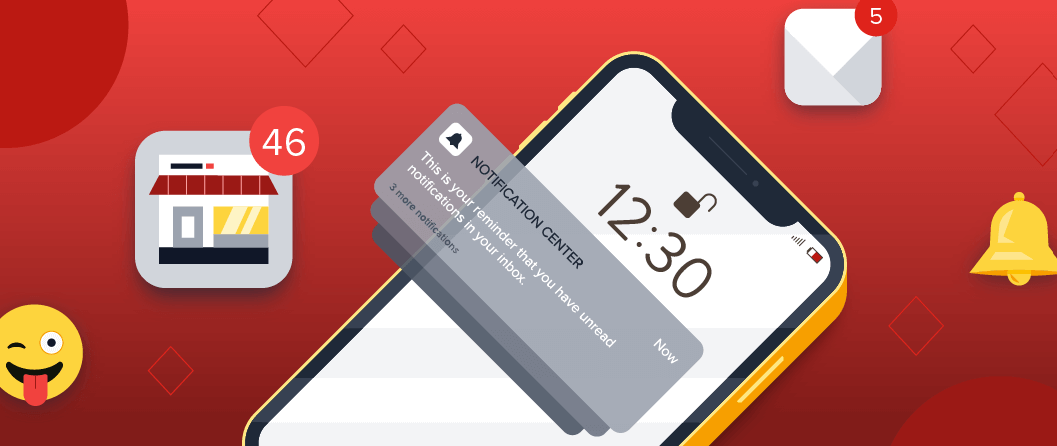 5
46
NOTIFICATION CENTER
This is your reminder that you have unread
notifications in your inbox.
3 more notifications
Now
12:30